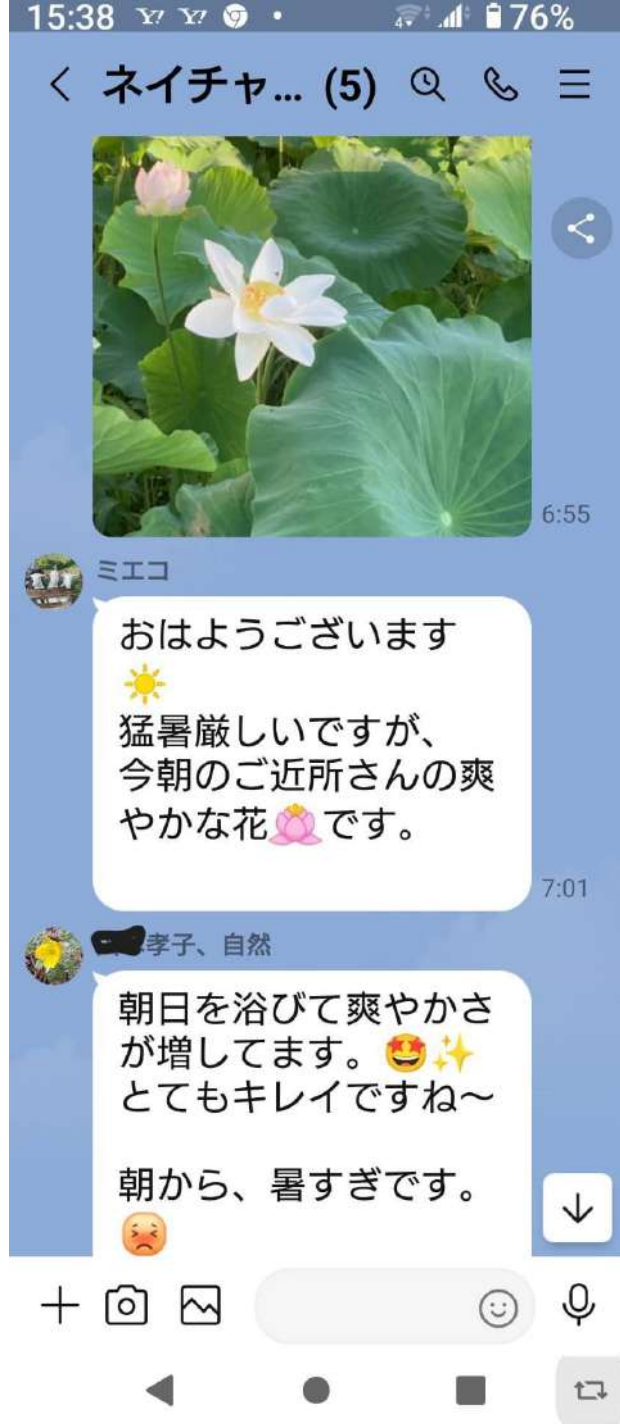 15:38 Y! Y! 76%
ネイチャ... (5)
6:55
ミエコ
おはようございます
☀
猛暑厳しいですが、
今朝のご近所さんの爽
やかな花🪷です。
7:01
孝子、自然
朝日を浴びて爽やかさ
が増してます。🤩✨
とてもキレイですね〜
朝から、暑すぎです。
😣